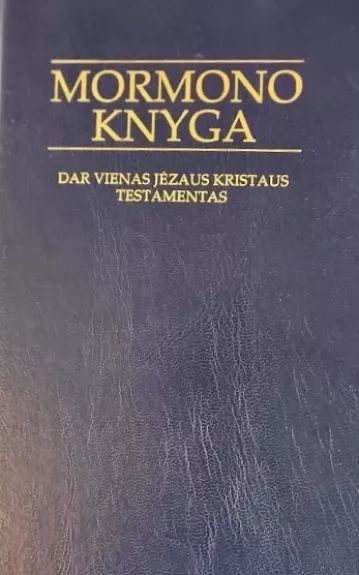 MORMONO
KNYGA
DAR VIENAS JĖZAUS KRISTAUS
TESTAMENTAS